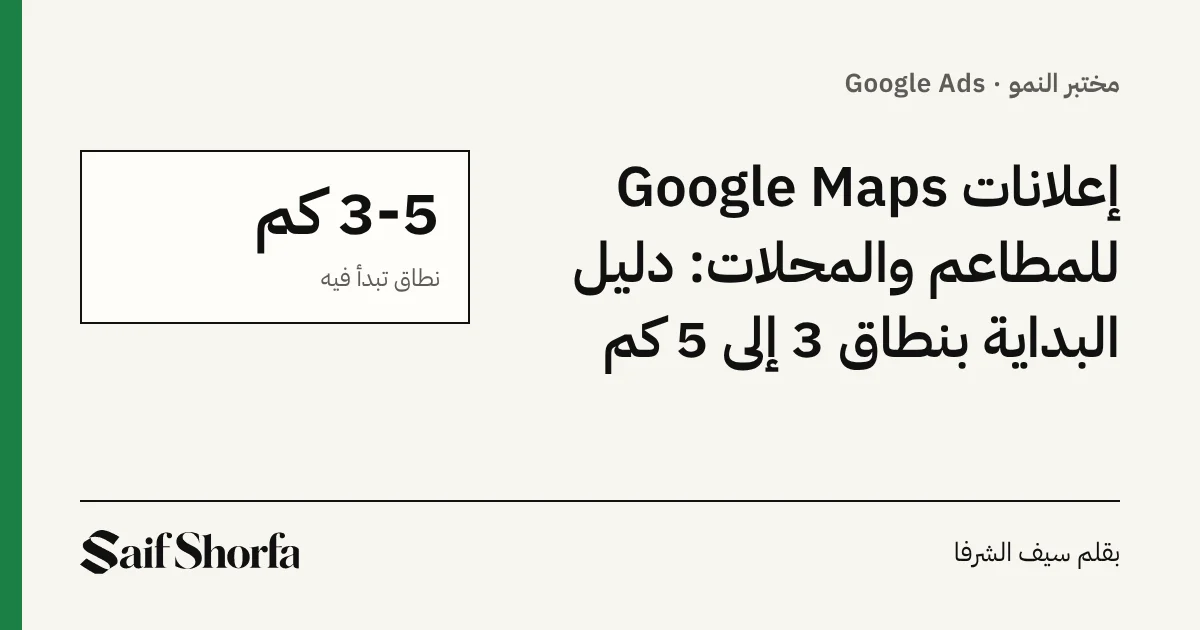 مختبر النمو · Google Ads
إعلانات Google Maps
للمطاعم والمحلات: دليل
البداية بنطاق 3 إلى 5 كم
3-5 كم
نطاق تبدأ فيه
بقلم سيف الشرفا
Saif Shorfa